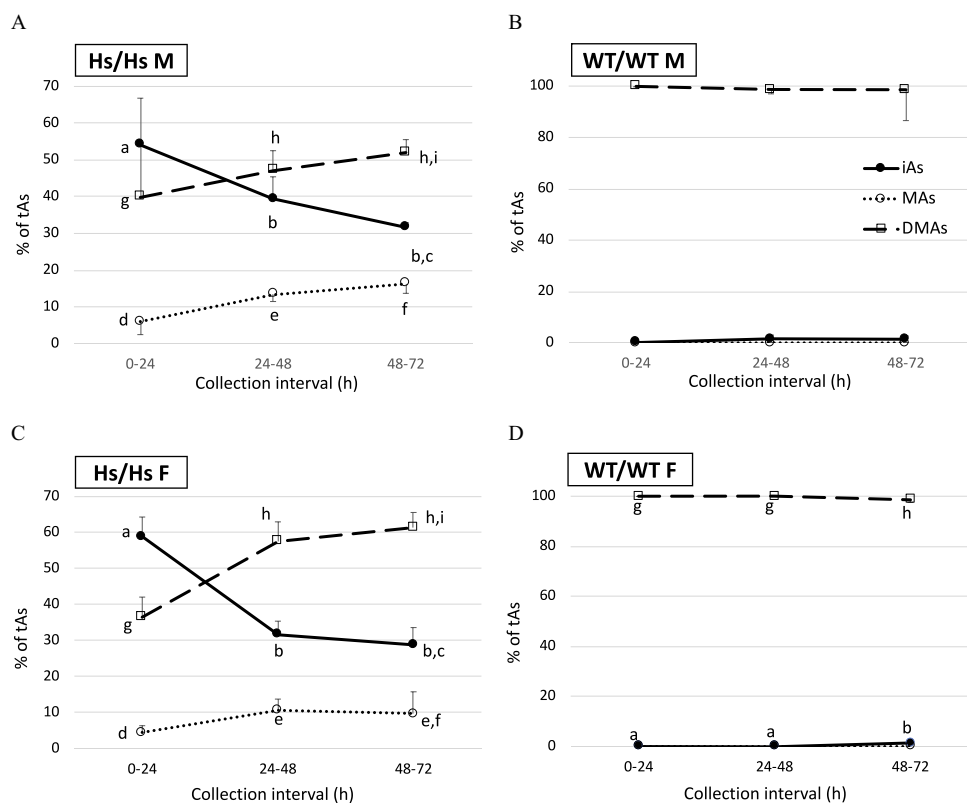 A
Hs/Hs M
70
60
50
40
30
20
10
0
% of tAs
a
g
d
h
b
e
h,i
b,c
f
0-24
24-48
48-72
Collection interval (h)
B
WT/WT M
100
80
60
40
20
0
% of tAs
iAs
MAs
DMAs
0-24
24-48
48-72
Collection interval (h)
C
Hs/Hs F
70
60
50
40
30
20
10
0
% of tAs
a
g
d
h
b
e
h,i
b,c
e,f
0-24
24-48
48-72
Collection interval (h)
D
WT/WT F
100
80
60
40
20
0
% of tAs
g
g
h
a
a
b
0-24
24-48
48-72
Collection interval (h)